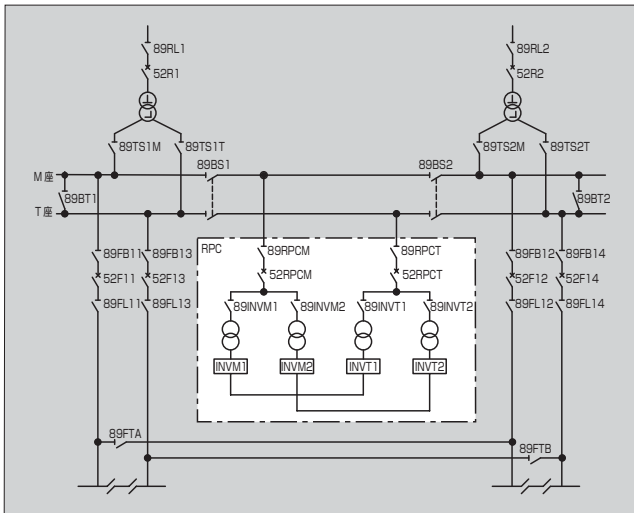 89RL1
89RL2
52R1
52R2
89TS1M
89TS1T
89TS2M
89TS2T
89BS1
89BS2
M座
89BT1
89BT2
T座
RPC
89FB11
89FB13
89RPCM
89RPCT
89FB12
89FB14
52F11
52F13
52RPCM
52RPCT
52F12
52F14
89FL11
89FL13
89INVM1
89INVM2
89INVT1
89INVT2
89FL12
89FL14
INVM1
INVM2
INVT1
INVT2
89FTA
89FTB